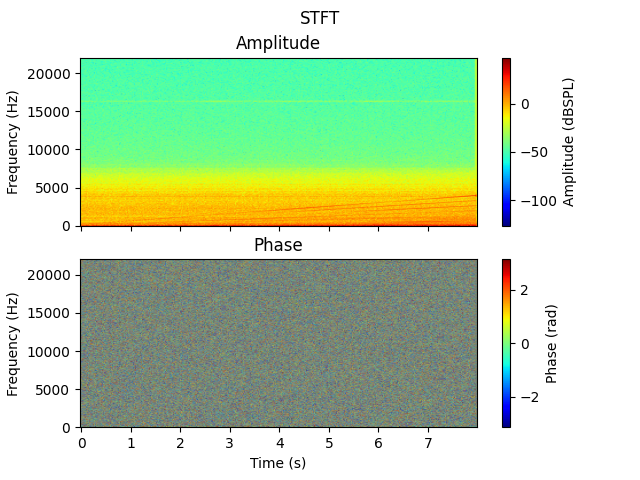 STFT
Amplitude
Frequency (Hz)
20000
15000
10000
5000
0
0
−50
−100
Amplitude (dBSPL)
Phase
Frequency (Hz)
20000
15000
10000
5000
0
0 1 2 3 4 5 6 7
Time (s)
2
0
−2
Phase (rad)